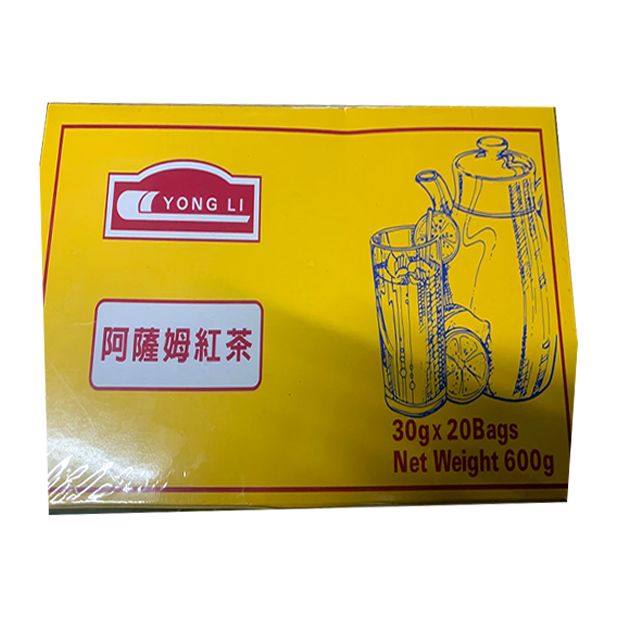 YONG LI
阿薩姆紅茶
30g x 20Bags
Net Weight 600g